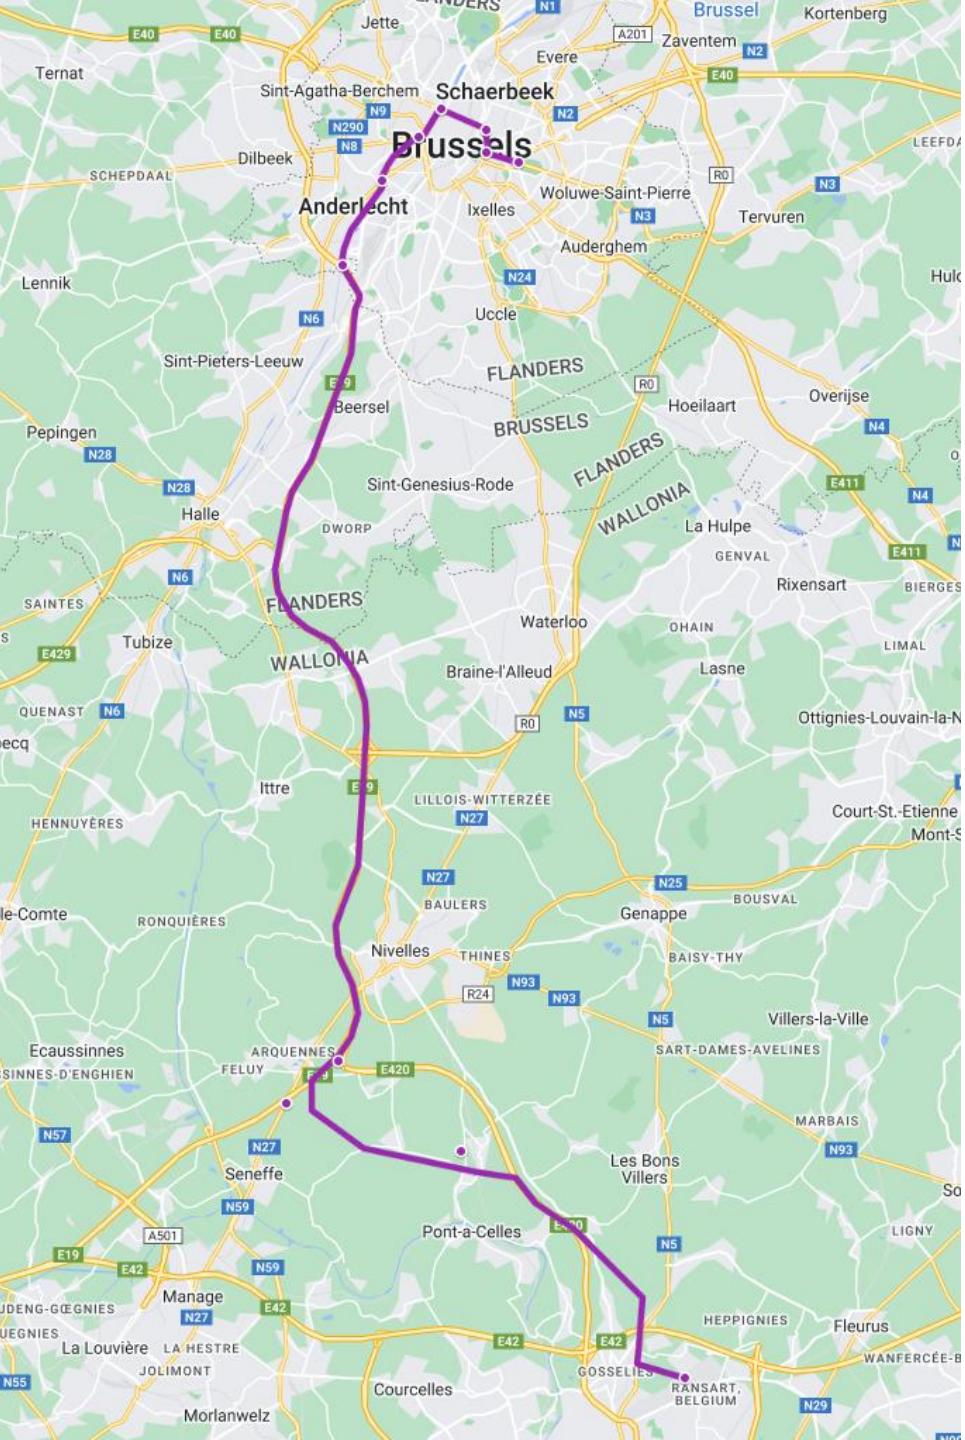 FLANDERS
N1
Brussel
Kortenberg
Jette
E40
E40
A201
Zaventem
N2
Evere
Ternat
E40
Sint-Agatha-Berchem
Schaerbeek
N9
N2
N290
N8
Brussels
LEEFDA
Dilbeek
SCHEPDAAL
R0
N3
Woluwe-Saint-Pierre
Anderlecht
Ixelles
N3
Tervuren
Auderghem
Lennik
N24
N6
Uccle
Sint-Pieters-Leeuw
FLANDERS
R0
Beersel
Hoeilaart
Overijse
Pepingen
BRUSSELS
N4
N28
FLANDERS
N28
Sint-Genesius-Rode
E411
N4
WALLONIA
Halle
DWORP
La Hulpe
GENVAL
E411
N6
Rixensart
BIERGES
SAINTES
FLANDERS
Waterloo
OHAIN
Tubize
LIMAL
E429
WALLONIA
Braine-l'Alleud
Lasne
QUENAST
N6
N5
Ottignies-Louvain-la-N
R0
Ittre
LILLOIS-WITTERZÉE
N27
HENNUYÈRES
Court-St.-Etienne
Mont-S
N27
N25
BAULERS
BOUSVAL
le-Comte
RONQUIÈRES
Genappe
Nivelles
THINES
BAISY-THY
N93
R24
N93
N5
Villers-la-Ville
Ecaussinnes
ARQUENNES
SART-DAMES-AVELINES
SSINNES-D'ENGHIEN
FELUY
E420
MARBAIS
N57
N27
N93
Seneffe
Les Bons
Villers
N59
Pont-a-Celles
LIGNY
A501
N5
E19
E42
N59
Manage
E42
UDENG-GŒGNIES
N27
HEPPIGNIES
Fleurus
UEGNIES
La Louvière
LA HESTRE
E42
E42
WANFERCÉE-B
JOLIMONT
GOSSELIES
N55
Courcelles
RANSART,
BELGIUM
N29
Morlanwelz